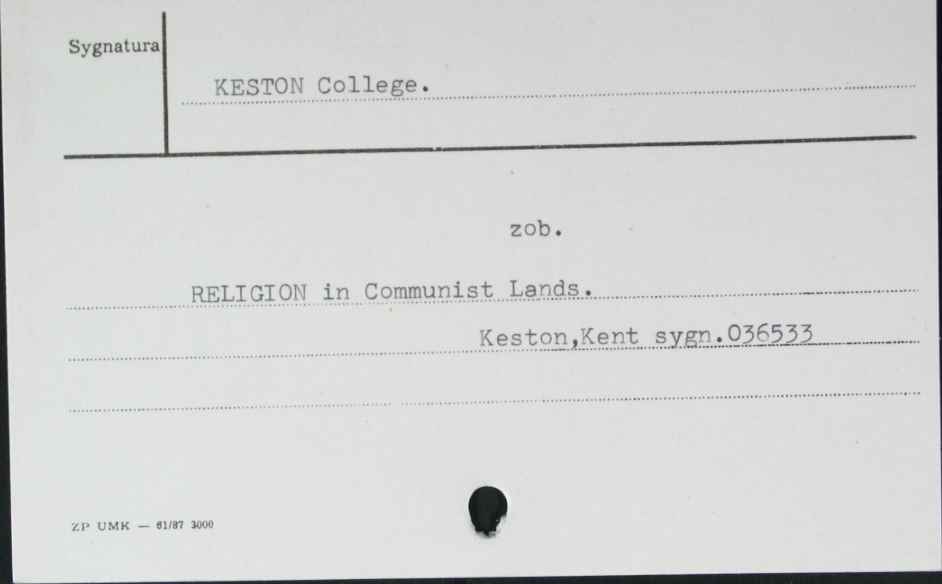 Sygnatura
KESTON College.
zob.
RELIGION in Communist Lands.
Keston,Kent sygn.036533
ZP UMK — 61/87 3000